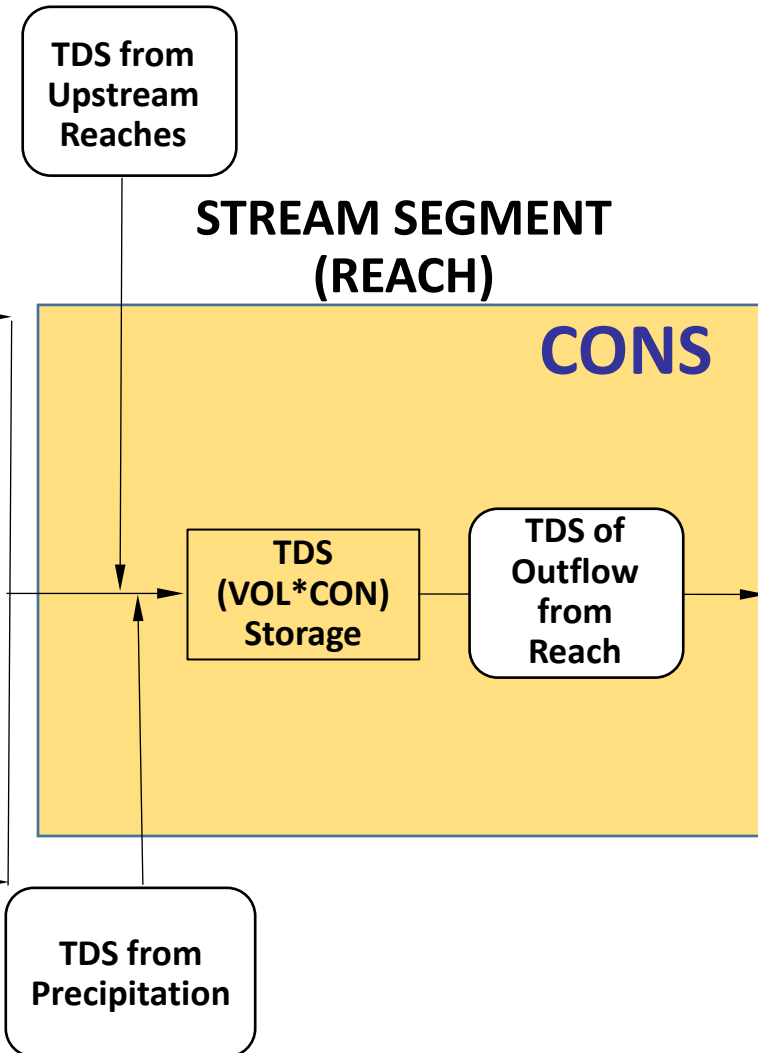 TDS from
Upstream
Reaches
STREAM SEGMENT
(REACH)
CONS
TDS
(VOL*CON)
Storage
TDS of
Outflow
from
Reach
TDS from
Precipitation